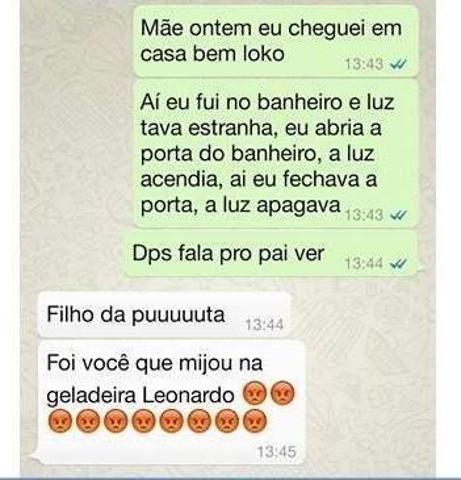 Mãe ontem eu cheguei em
casa bem loko
13:43
Aí eu fui no banheiro e luz
tava estranha, eu abria a
porta do banheiro, a luz
acendia, ai eu fechava a
porta, a luz apagava
13:43
Dps fala pro pai ver
13:44
Filho da puuuuuta
13:44
Foi você que mijou na
geladeira Leonardo 😡😡
😡😡😡😡😡😡😡😡
13:45